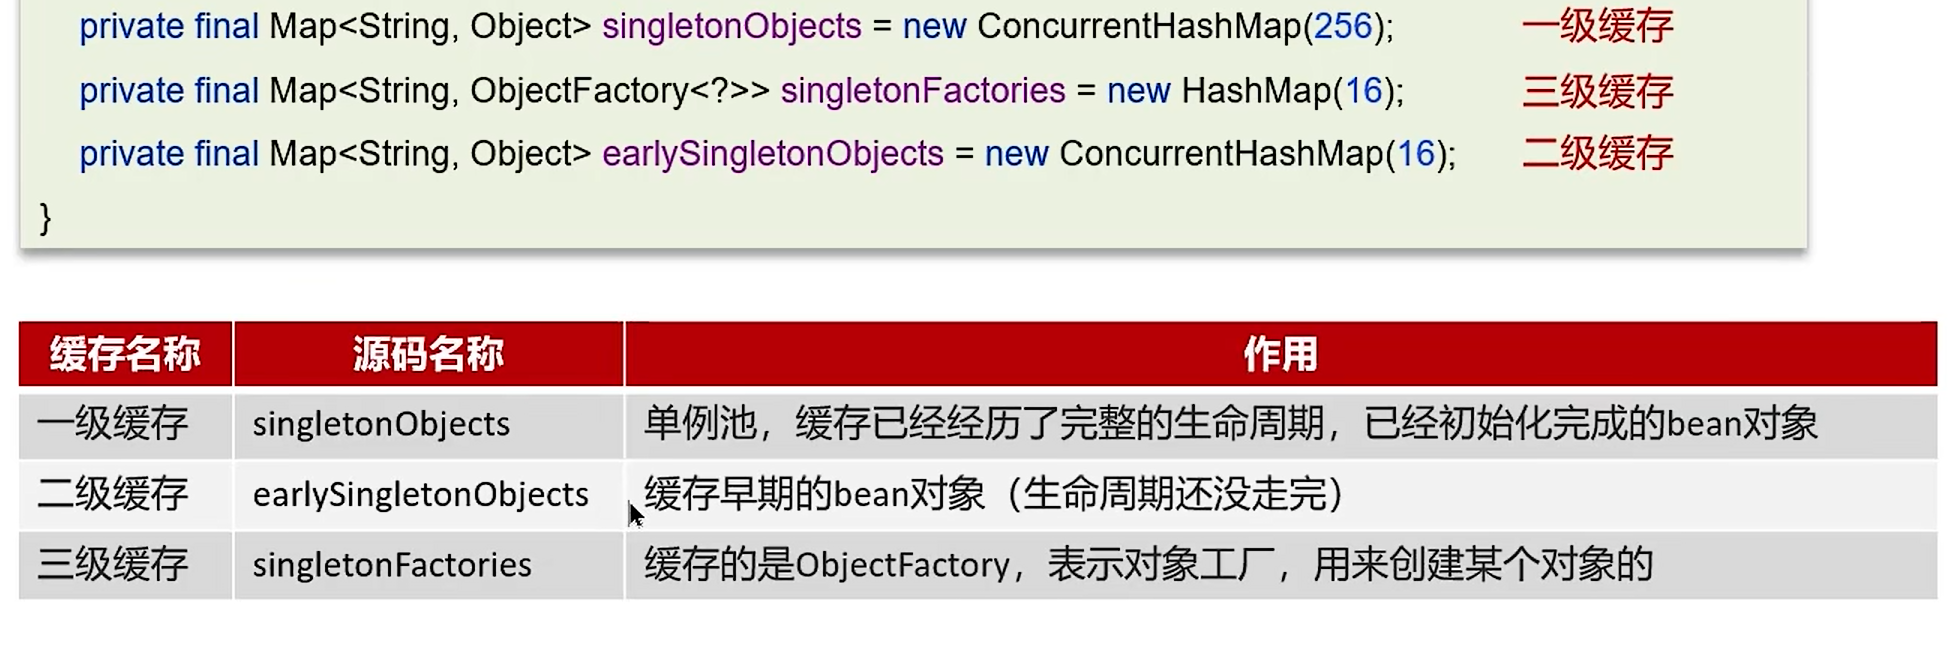 private final Map<String, Object> singletonObjects = new ConcurrentHashMap(256); 一级缓存
private final Map<String, ObjectFactory<?>> singletonFactories = new HashMap(16); 三级缓存
private final Map<String, Object> earlySingletonObjects = new ConcurrentHashMap(16); 二级缓存
}
缓存名称 源码名称 作用
一级缓存 singletonObjects 单例池，缓存已经经历了完整的生命周期，已经初始化完成的bean对象
二级缓存 earlySingletonObjects 缓存早期的bean对象（生命周期还没走完）
三级缓存 singletonFactories 缓存的是ObjectFactory，表示对象工厂，用来创建某个对象的